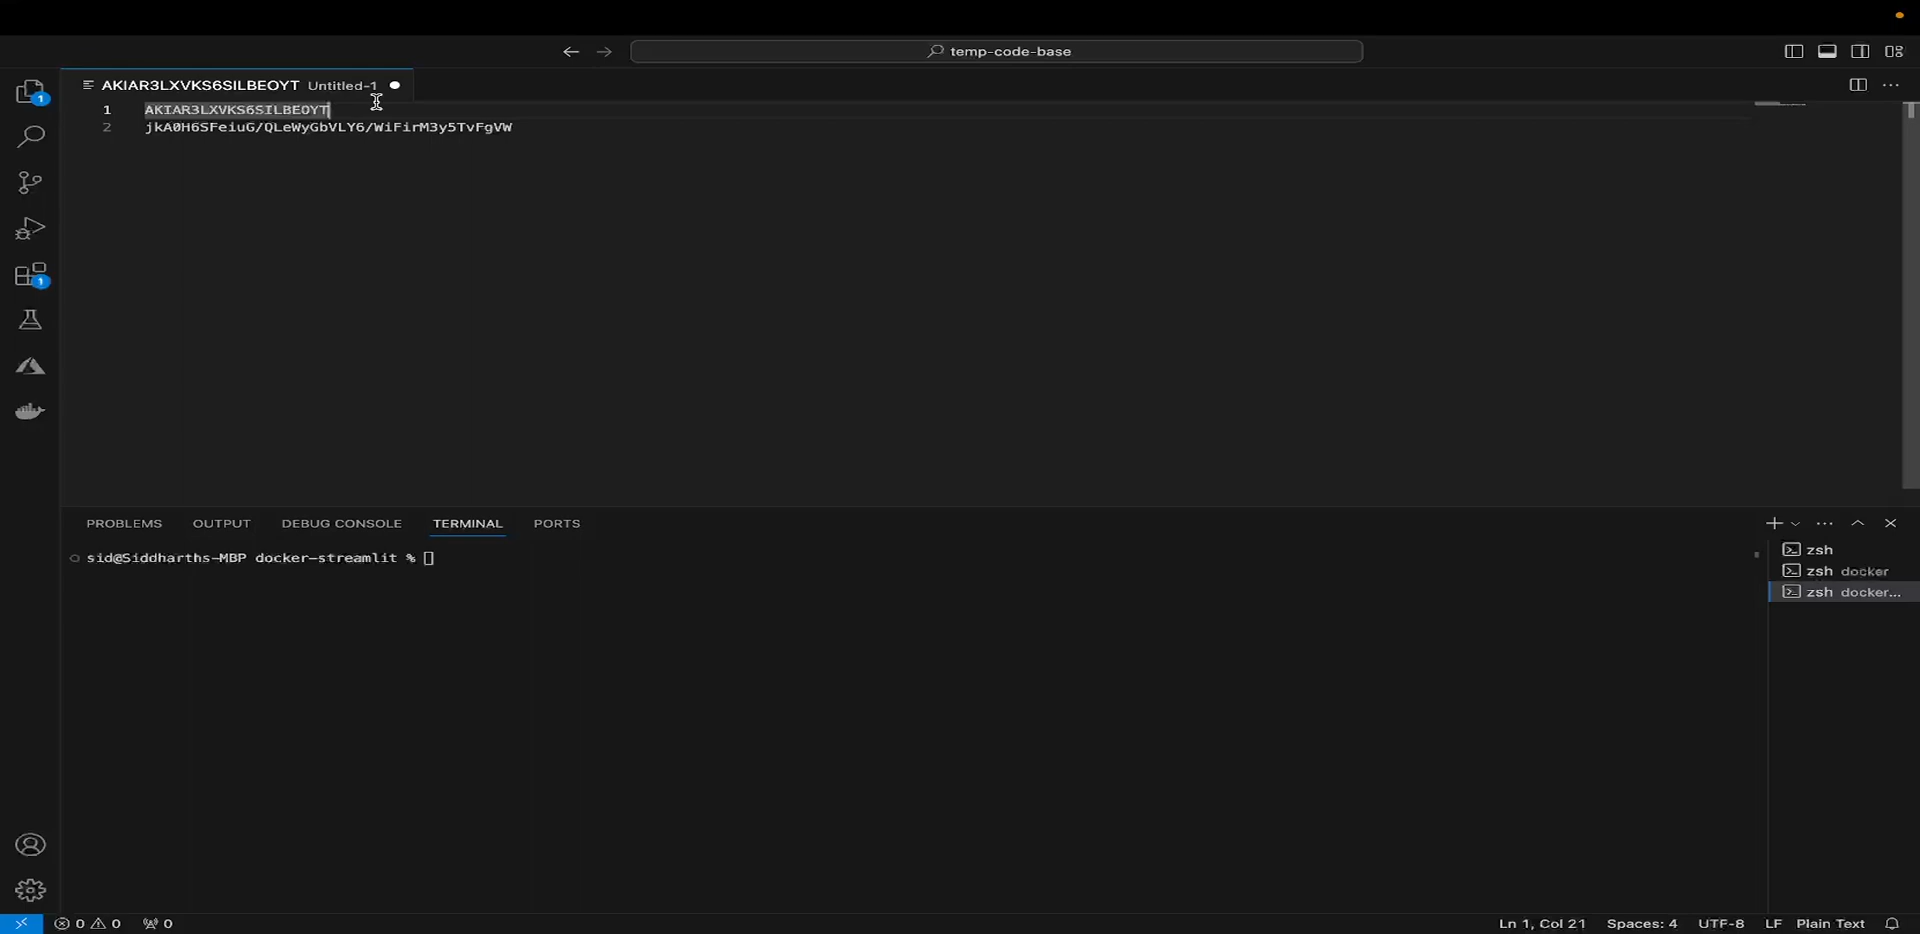 temp-code-base
AKIAR3LXVKS6SILBEOYT Untitled-1
1 AKIAR3LXVKS6SILBEOYT
2 jkA0H6SFeiuG/QLeWyGbVLY6/WiFirM3y5TvFgVW
1
1
PROBLEMS OUTPUT DEBUG CONSOLE TERMINAL PORTS
sid@Siddharths-MBP docker-streamlit %
zsh
zsh docker
zsh docker...
0 0 0 Ln 1, Col 21 Spaces: 4 UTF-8 LF Plain Text